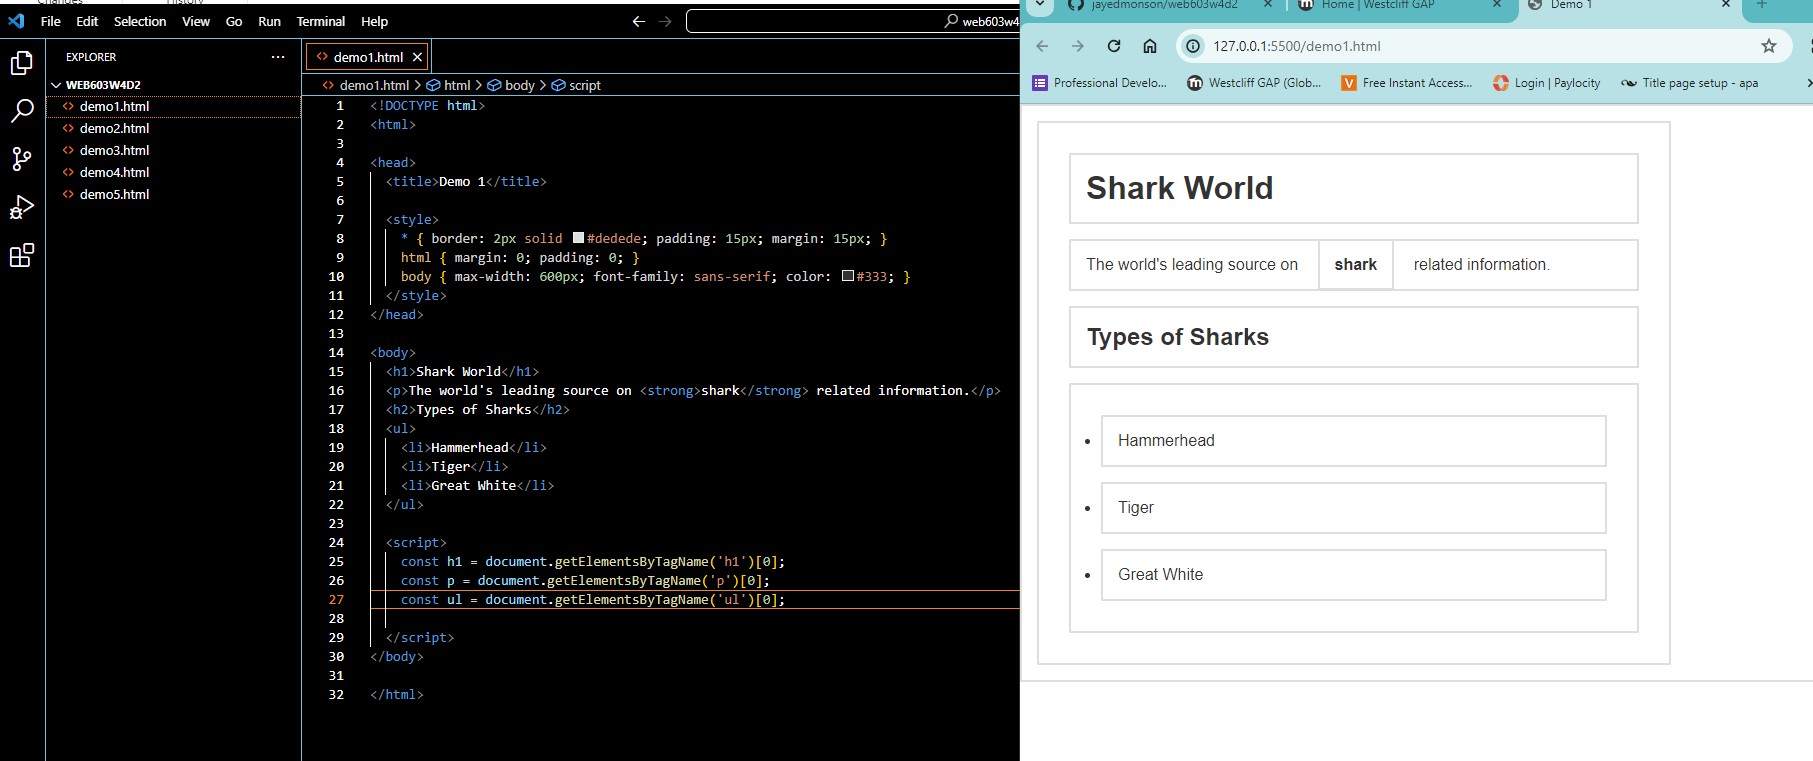 Changes History
File Edit Selection View Go Run Terminal Help
web603w4
EXPLORER
WEB603W4D2
demo1.html
demo2.html
demo3.html
demo4.html
demo5.html
demo1.html
demo1.html > html > body > script
1 <!DOCTYPE html>
2 <html>
3
4 <head>
5 <title>Demo 1</title>
6
7 <style>
8 * { border: 2px solid #dedede; padding: 15px; margin: 15px; }
9 html { margin: 0; padding: 0; }
10 body { max-width: 600px; font-family: sans-serif; color: #333; }
11 </style>
12 </head>
13
14 <body>
15 <h1>Shark World</h1>
16 <p>The world's leading source on <strong>shark</strong> related information.</p>
17 <h2>Types of Sharks</h2>
18 <ul>
19 <li>Hammerhead</li>
20 <li>Tiger</li>
21 <li>Great White</li>
22 </ul>
23
24 <script>
25 const h1 = document.getElementsByTagName('h1')[0];
26 const p = document.getElementsByTagName('p')[0];
27 const ul = document.getElementsByTagName('ul')[0];
28
29 </script>
30 </body>
31
32 </html>
jayedmonson/web603w4d2
Home | Westcliff GAP
Demo 1
127.0.0.1:5500/demo1.html
Professional Develo...
Westcliff GAP (Glob...
Free Instant Access...
Login | Paylocity
Title page setup - apa
Shark World
The world's leading source on shark related information.
Types of Sharks
Hammerhead
Tiger
Great White